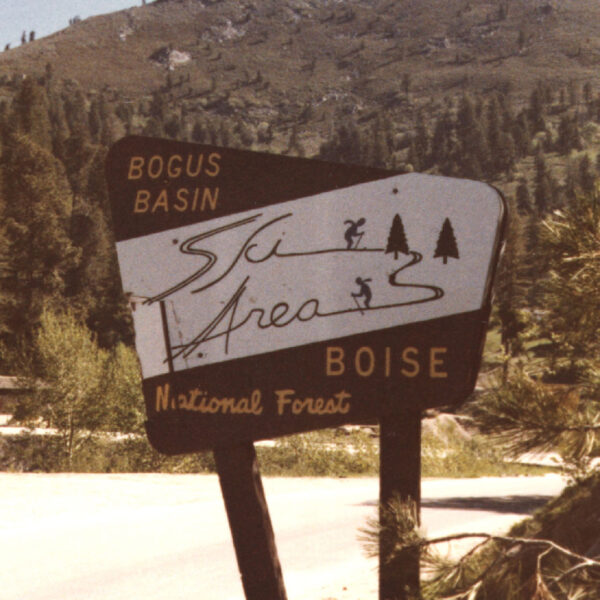 BOGUS
BASIN
Ski
Area
BOISE
National Forest